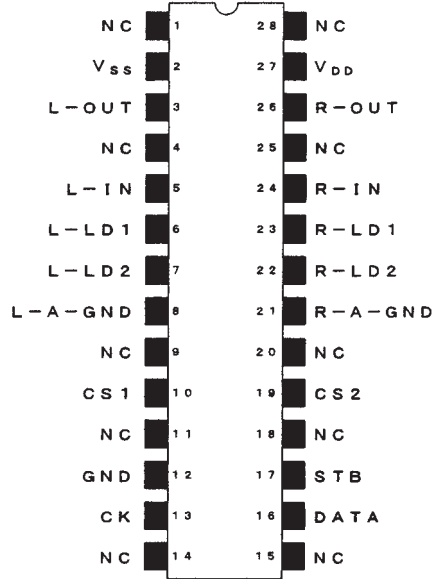 NC 1 28 NC
VSS 2 27 VDD
L-OUT 3 26 R-OUT
NC 4 25 NC
L-IN 5 24 R-IN
L-LD1 6 23 R-LD1
L-LD2 7 22 R-LD2
L-A-GND 8 21 R-A-GND
NC 9 20 NC
CS1 10 19 CS2
NC 11 18 NC
GND 12 17 STB
CK 13 16 DATA
NC 14 15 NC